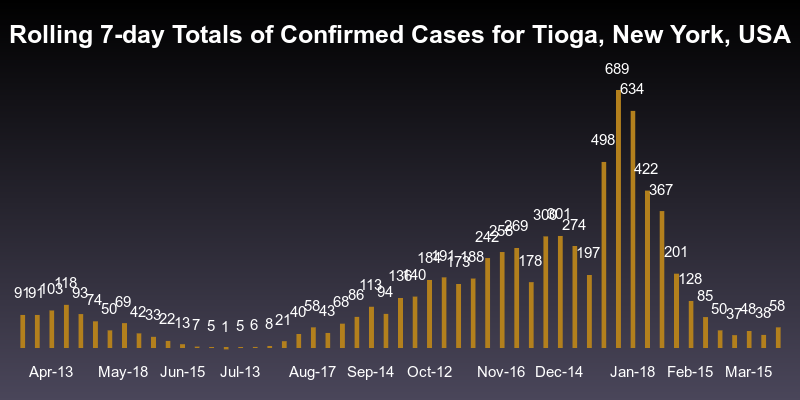 Rolling 7-day Totals of Confirmed Cases for Tioga, New York, USA
91 91 103 118 93 74 50 69 42 33 22 13 7 5 1 5 6 8 21 40 58 43 68 86 113 94 136 140 184 191 173 188 242 258 269 178 300 301 274 197 498 689 634 422 367 201 128 85 50 37 48 38 58
Apr-13 May-18 Jun-15 Jul-13 Aug-17 Sep-14 Oct-12 Nov-16 Dec-14 Jan-18 Feb-15 Mar-15